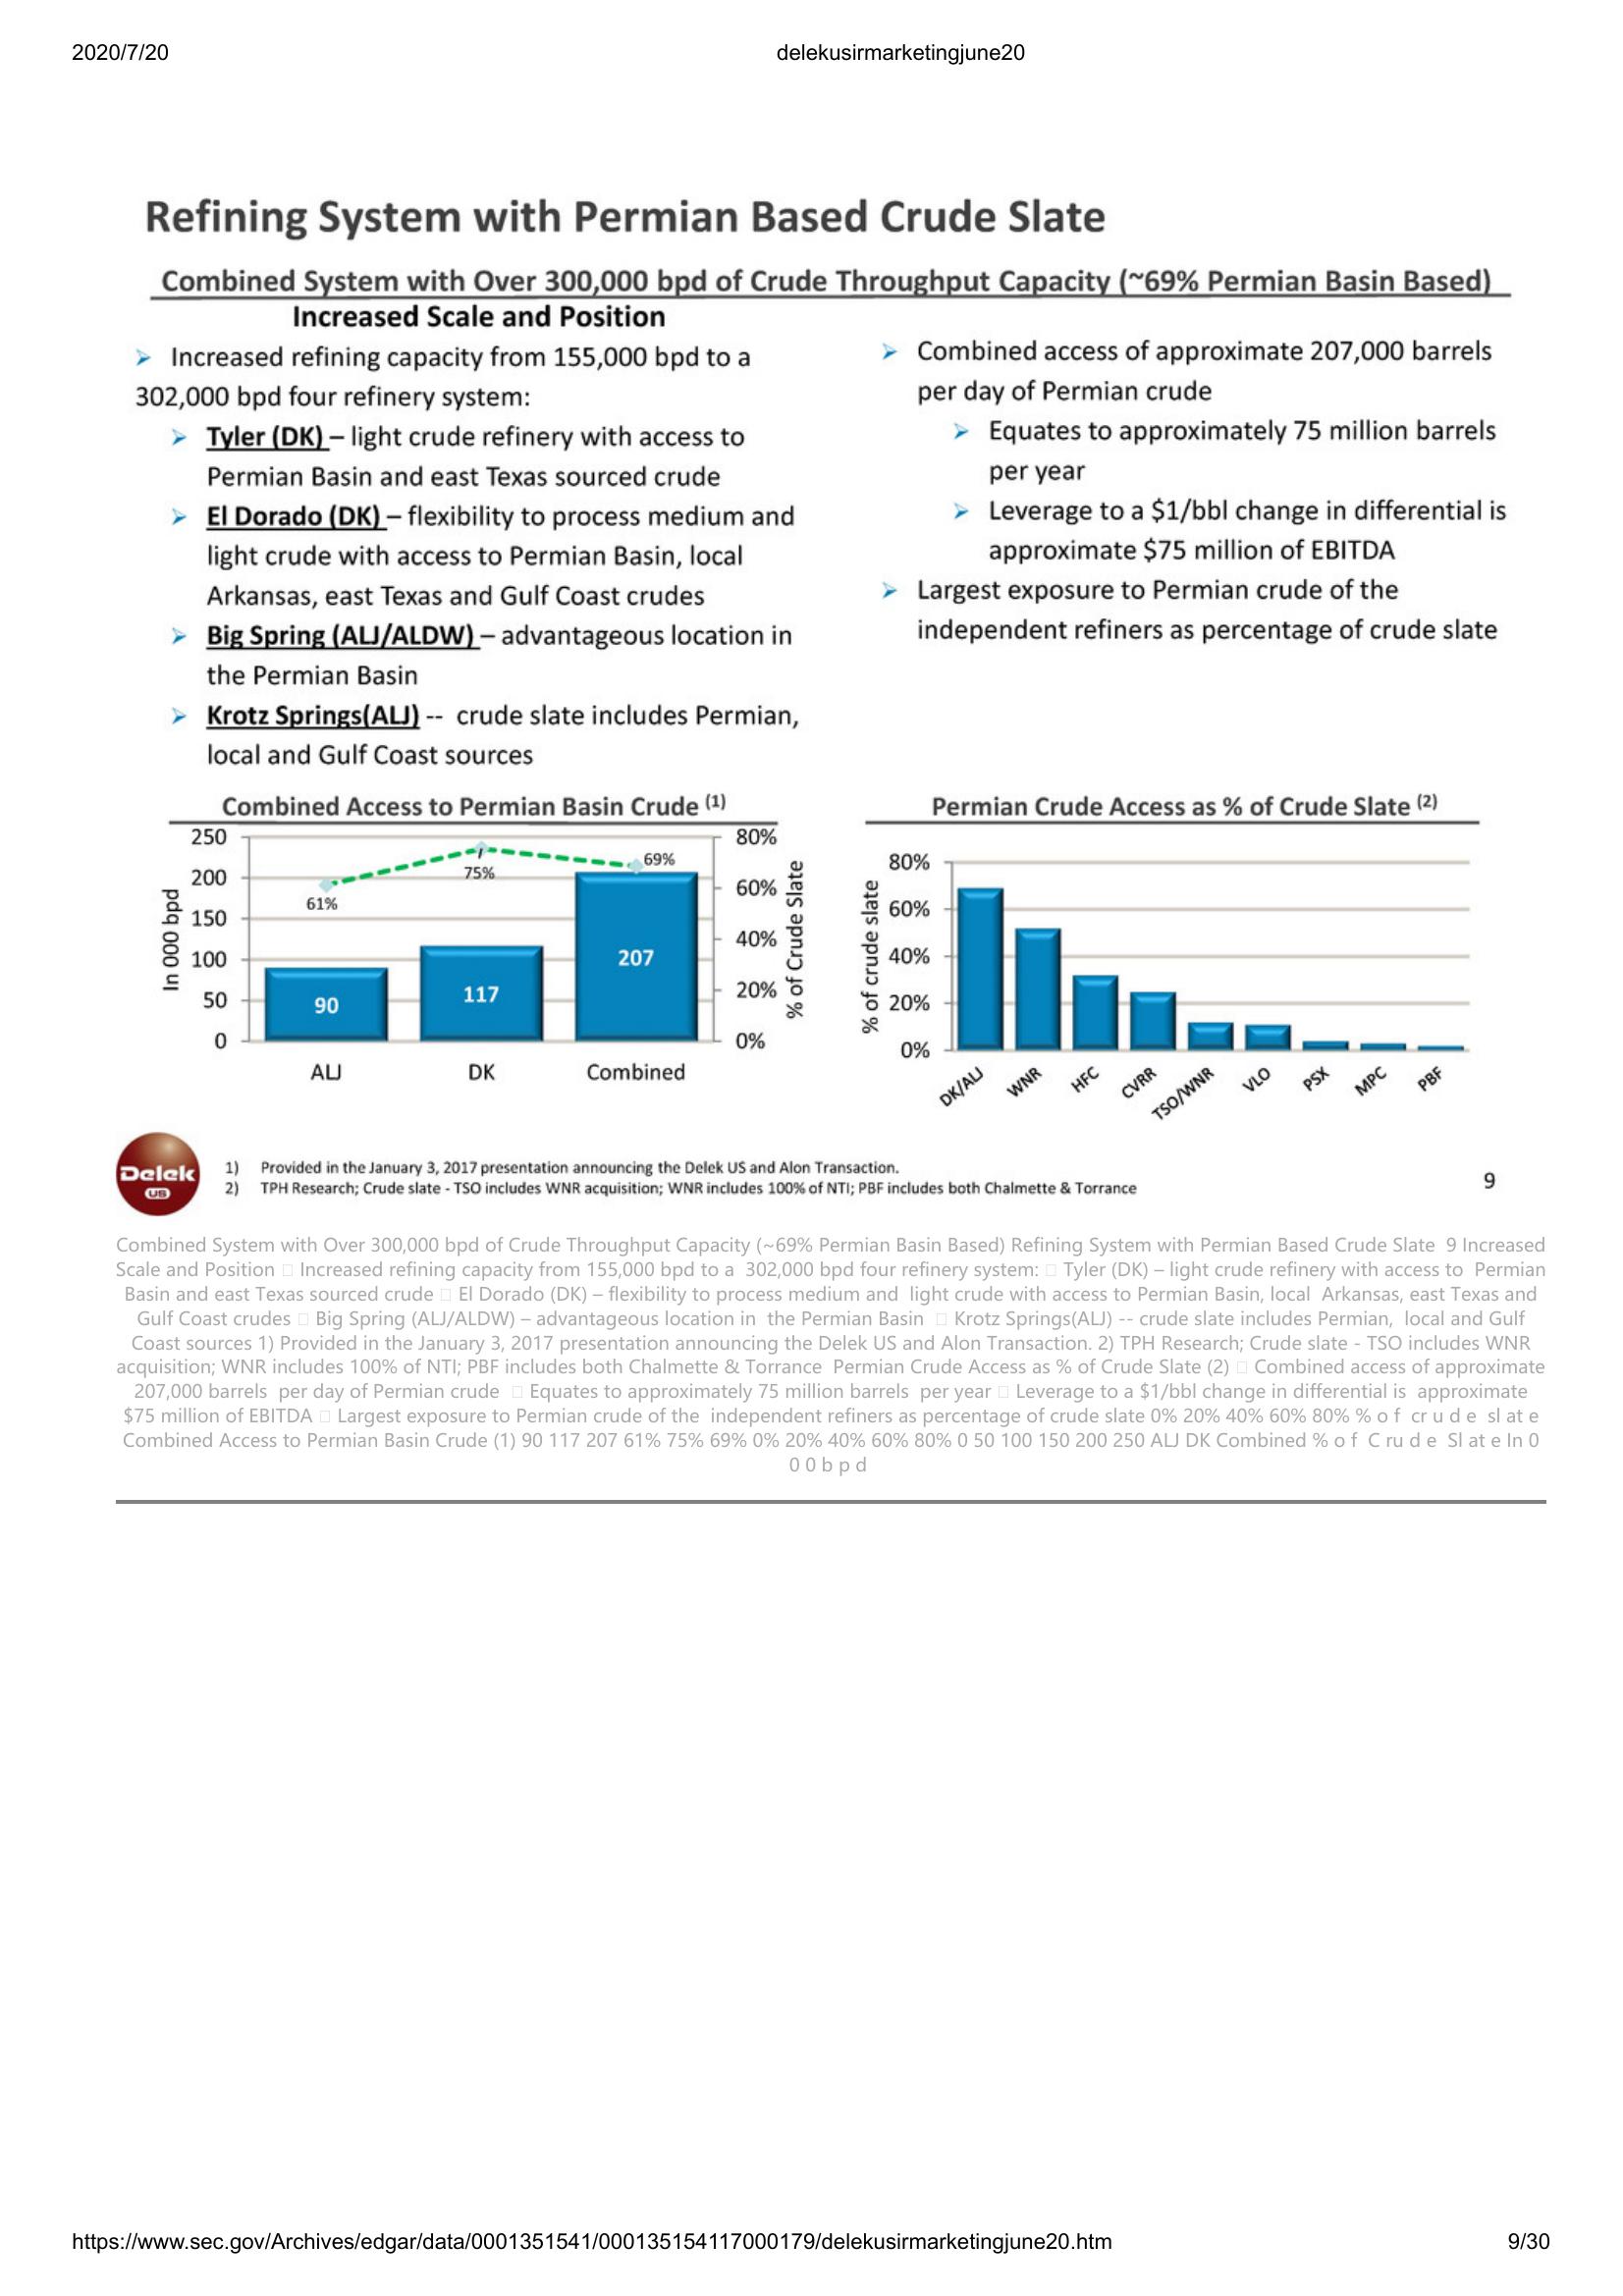 2020/7/20
delekusirmarketingjune20
Refining System with Permian Based Crude Slate
Combined System with Over 300,000 bpd of Crude Throughput Capacity (~69% Permian Basin Based)
Increased Scale and Position
➢ Increased refining capacity from 155,000 bpd to a
302,000 bpd four refinery system:
➢ Tyler (DK) – light crude refinery with access to
Permian Basin and east Texas sourced crude
➢ El Dorado (DK) – flexibility to process medium and
light crude with access to Permian Basin, local
Arkansas, east Texas and Gulf Coast crudes
➢ Big Spring (ALJ/ALDW) – advantageous location in
the Permian Basin
➢ Krotz Springs(ALJ) -- crude slate includes Permian,
local and Gulf Coast sources
➢ Combined access of approximate 207,000 barrels
per day of Permian crude
➢ Equates to approximately 75 million barrels
per year
➢ Leverage to a $1/bbl change in differential is
approximate $75 million of EBITDA
➢ Largest exposure to Permian crude of the
independent refiners as percentage of crude slate
Combined Access to Permian Basin Crude (1)
In 000 bpd
250
200
150
100
50
0
61%
75%
69%
90
117
207
80%
60%
40%
20%
0%
% of Crude Slate
ALJ
DK
Combined
Permian Crude Access as % of Crude Slate (2)
% of crude slate
80%
60%
40%
20%
0%
DK/ALJ
WNR
HFC
CVRR
TSO/WNR
VLO
PSX
MPC
PBF
Delek
US
1) Provided in the January 3, 2017 presentation announcing the Delek US and Alon Transaction.
2) TPH Research; Crude slate - TSO includes WNR acquisition; WNR includes 100% of NTI; PBF includes both Chalmette & Torrance
9
Combined System with Over 300,000 bpd of Crude Throughput Capacity (~69% Permian Basin Based) Refining System with Permian Based Crude Slate 9 Increased
Scale and Position □ Increased refining capacity from 155,000 bpd to a 302,000 bpd four refinery system: □ Tyler (DK) – light crude refinery with access to Permian
Basin and east Texas sourced crude □ El Dorado (DK) – flexibility to process medium and light crude with access to Permian Basin, local Arkansas, east Texas and
Gulf Coast crudes □ Big Spring (ALJ/ALDW) – advantageous location in the Permian Basin □ Krotz Springs(ALJ) -- crude slate includes Permian, local and Gulf
Coast sources 1) Provided in the January 3, 2017 presentation announcing the Delek US and Alon Transaction. 2) TPH Research; Crude slate - TSO includes WNR
acquisition; WNR includes 100% of NTI; PBF includes both Chalmette & Torrance Permian Crude Access as % of Crude Slate (2) □ Combined access of approximate
207,000 barrels per day of Permian crude □ Equates to approximately 75 million barrels per year □ Leverage to a $1/bbl change in differential is approximate
$75 million of EBITDA □ Largest exposure to Permian crude of the independent refiners as percentage of crude slate 0% 20% 40% 60% 80% % o f cr u d e sl at e
Combined Access to Permian Basin Crude (1) 90 117 207 61% 75% 69% 0% 20% 40% 60% 80% 0 50 100 150 200 250 ALJ DK Combined % o f C ru d e Sl at e In 0
0 0 b p d
https://www.sec.gov/Archives/edgar/data/0001351541/000135154117000179/delekusirmarketingjune20.htm
9/30